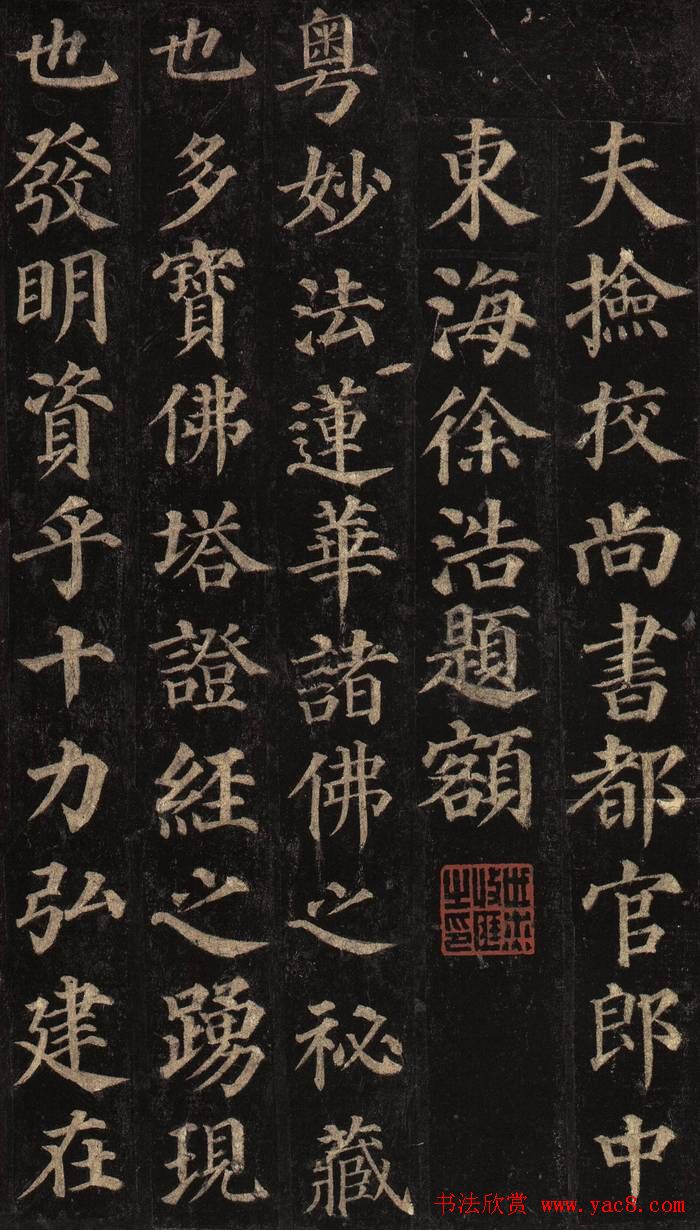 夫撿挍尚書都官郎中
東海徐浩題額
粤妙法蓮華諸佛之祕藏
也多寶佛塔證經之踴現
也發明資乎十力弘建在
书法欣赏 www.yac8.com